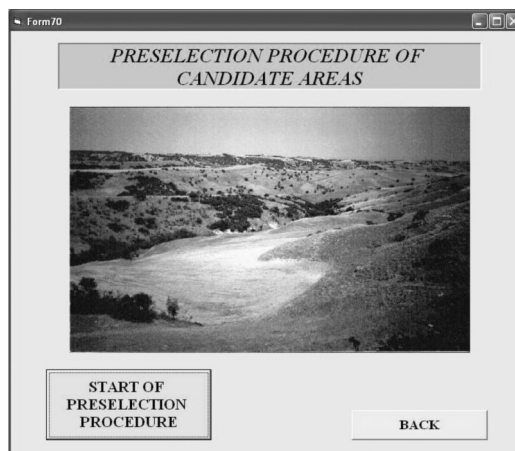 Form70
PRESELECTION PROCEDURE OF
CANDIDATE AREAS
START OF
PRESELECTION
PROCEDURE
BACK